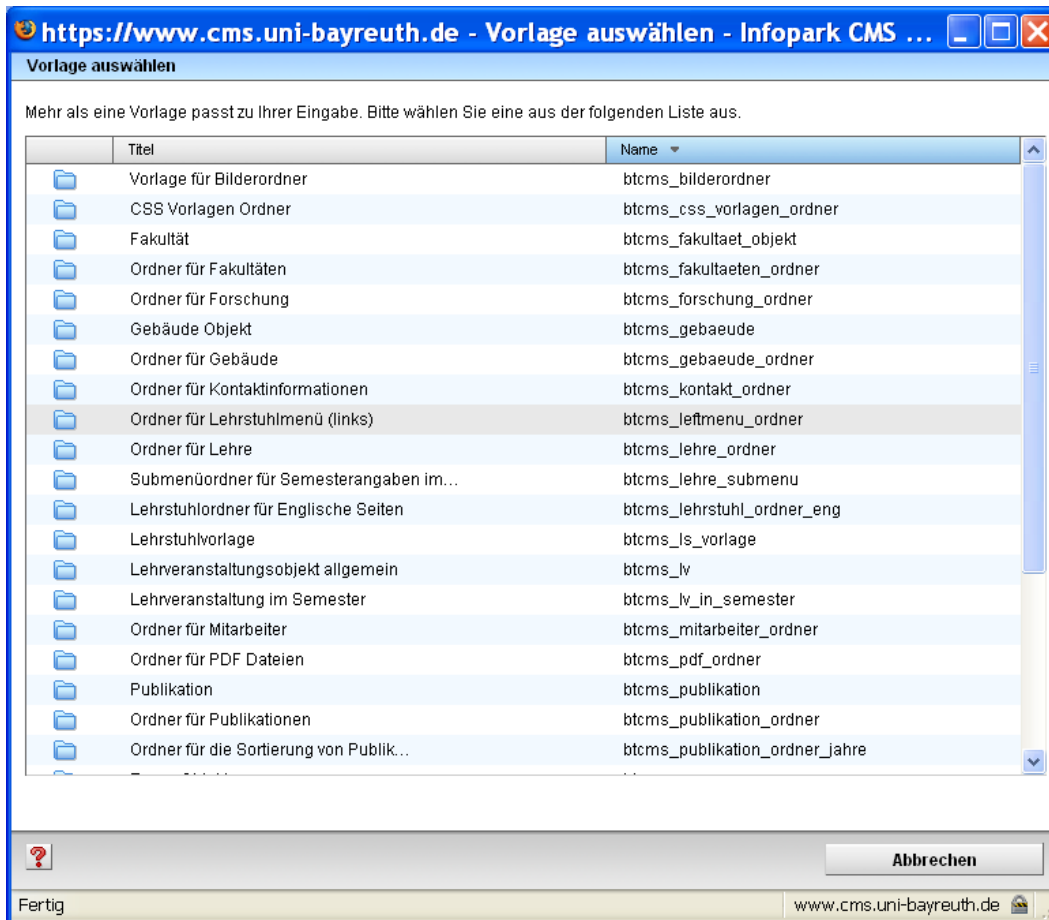 https://www.cms.uni-bayreuth.de - Vorlage auswählen - Infopark CMS ...
Vorlage auswählen
Mehr als eine Vorlage passt zu Ihrer Eingabe. Bitte wählen Sie eine aus der folgenden Liste aus.
Titel Name
Vorlage für Bilderordner btcms_bilderordner
CSS Vorlagen Ordner btcms_css_vorlagen_ordner
Fakultät btcms_fakultaet_objekt
Ordner für Fakultäten btcms_fakultaeten_ordner
Ordner für Forschung btcms_forschung_ordner
Gebäude Objekt btcms_gebaeude
Ordner für Gebäude btcms_gebaeude_ordner
Ordner für Kontaktinformationen btcms_kontakt_ordner
Ordner für Lehrstuhlmenü (links) btcms_leftmenu_ordner
Ordner für Lehre btcms_lehre_ordner
Submenüordner für Semesterangaben im... btcms_lehre_submenu
Lehrstuhlordner für Englische Seiten btcms_lehrstuhl_ordner_eng
Lehrstuhlvorlage btcms_ls_vorlage
Lehrveranstaltungsobjekt allgemein btcms_lv
Lehrveranstaltung im Semester btcms_lv_in_semester
Ordner für Mitarbeiter btcms_mitarbeiter_ordner
Ordner für PDF Dateien btcms_pdf_ordner
Publikation btcms_publikation
Ordner für Publikationen btcms_publikation_ordner
Ordner für die Sortierung von Publik... btcms_publikation_ordner_jahre
Abbrechen
Fertig www.cms.uni-bayreuth.de